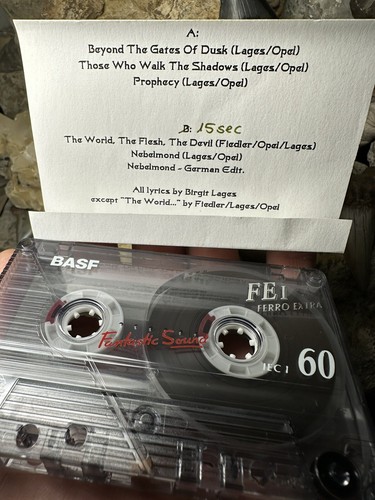 A:
Beyond The Gates Of Dusk (Lages/Opel)
Those Who Walk The Shadows (Lages/Opel)
Prophecy (Lages/Opel)
B: 15 sec
The World, The Flesh, The Devil (Fiedler/Opel/Lages)
Nebelmond (Lages/Opel)
Nebelmond - German Edit.
All lyrics by Birgit Lages
except "The World..." by Fiedler/Lages/Opel
BASF
FE I
FERRO EXTRA
Fantastic Sound
IEC I 60